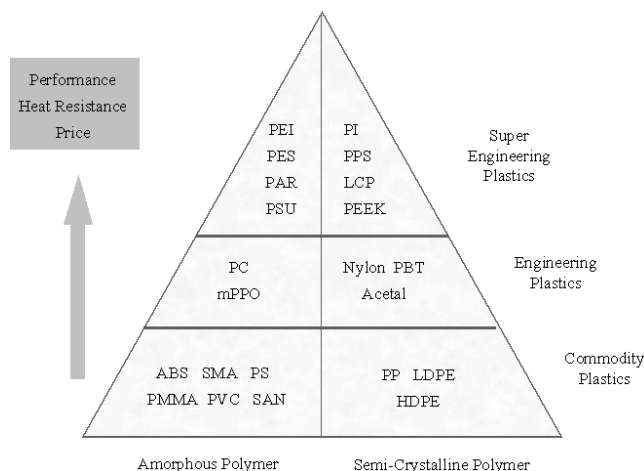 Performance
Heat Resistance
Price
PEI
PES
PAR
PSU
PI
PPS
LCP
PEEK
Super
Engineering
Plastics
PC
mPPO
Nylon PBT
Acetal
Engineering
Plastics
ABS SMA PS
PMMA PVC SAN
PP LDPE
HDPE
Commodity
Plastics
Amorphous Polymer
Semi-Crystalline Polymer